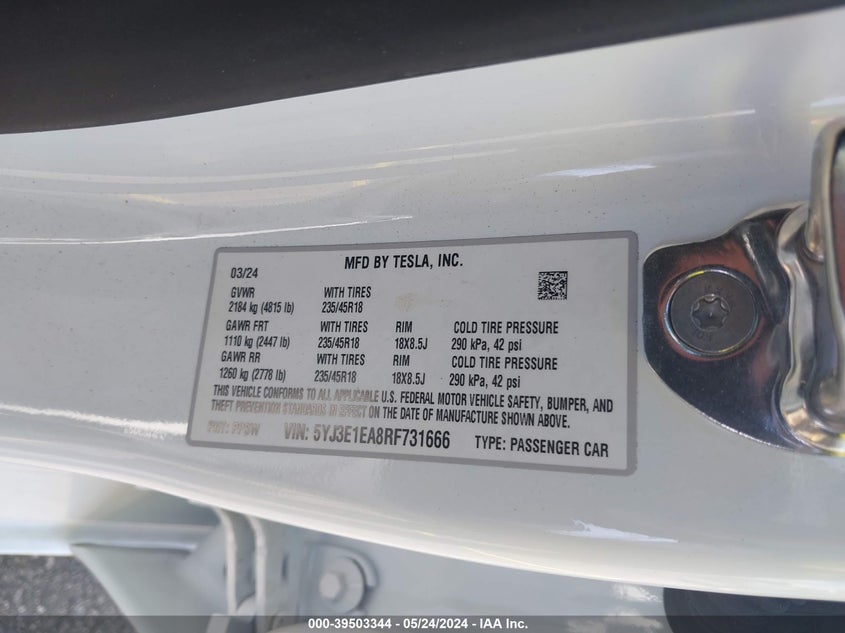 03/24 MFD BY TESLA, INC.
GVWR WITH TIRES
2184 kg (4815 lb) 235/45R18
GAWR FRT WITH TIRES RIM COLD TIRE PRESSURE
1110 kg (2447 lb) 235/45R18 18X8.5J 290 kPa, 42 psi
GAWR RR WITH TIRES RIM COLD TIRE PRESSURE
1260 kg (2778 lb) 235/45R18 18X8.5J 290 kPa, 42 psi
THIS VEHICLE CONFORMS TO ALL APPLICABLE U.S. FEDERAL MOTOR VEHICLE SAFETY, BUMPER, AND
THEFT PREVENTION STANDARDS IN EFFECT ON THE DATE OF MANUFACTURE SHOWN ABOVE.
PNT: PPSW VIN: 5YJ3E1EA8RF731666 TYPE: PASSENGER CAR
000-39503344 - 05/24/2024 - IAA Inc.